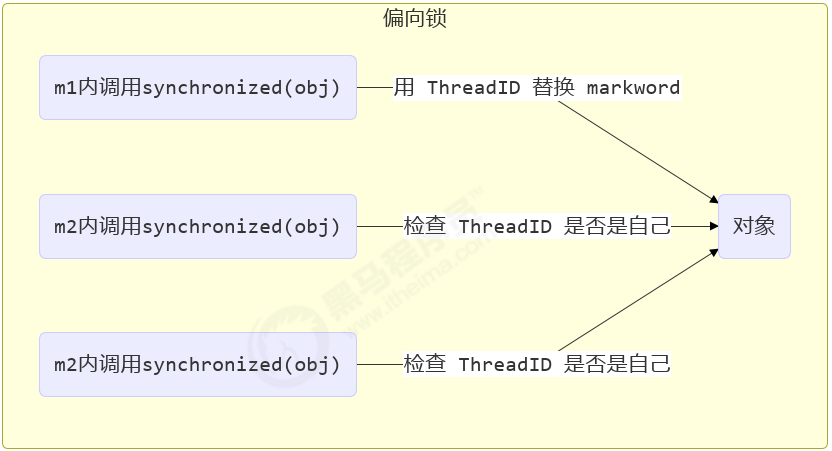 偏向锁
m1内调用synchronized(obj)
用 ThreadID 替换 markword
m2内调用synchronized(obj)
检查 ThreadID 是否是自己
对象
m2内调用synchronized(obj)
检查 ThreadID 是否是自己
黑马程序员™
www.itheima.com